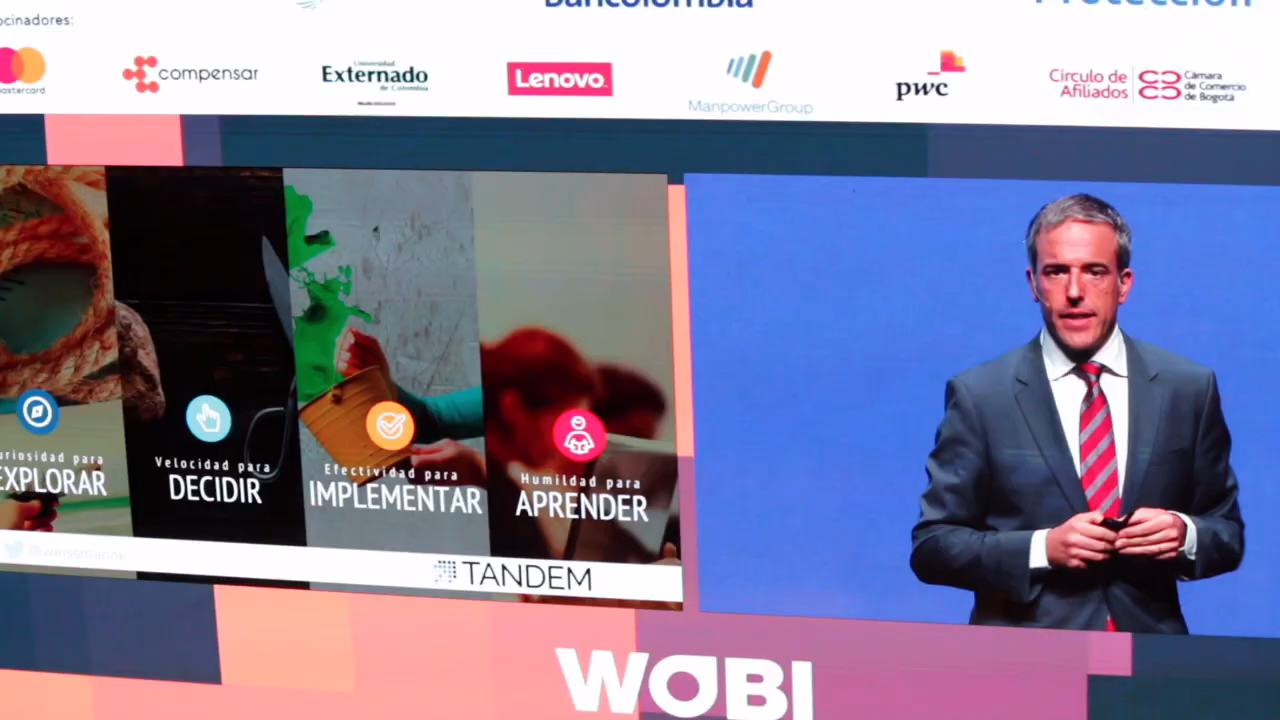 Bancolombia
Protección
ocinadores:
mastercard
compensar
Universidad
Externado
de Colombia
Lenovo
ManpowerGroup
pwc
Círculo de
Afiliados
Cámara
de Comercio
de Bogotá
uriosidad para
EXPLORAR
Velocidad para
DECIDIR
Efectividad para
IMPLEMENTAR
Humildad para
APRENDER
TANDEM
WOBI